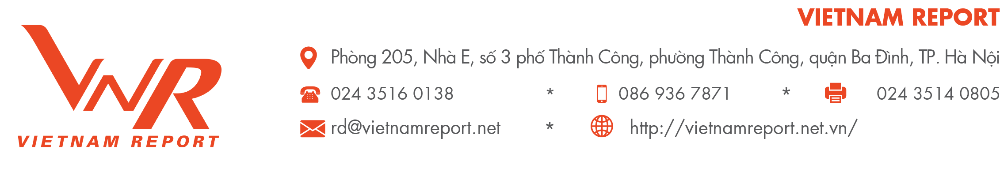 VNR
VIETNAM REPORT
VIETNAM REPORT
Phòng 205, Nhà E, số 3 phố Thành Công, phường Thành Công, quận Ba Đình, TP. Hà Nội
024 3516 0138 * 086 936 7871 * 024 3514 0805
rd@vietnamreport.net * http://vietnamreport.net.vn/